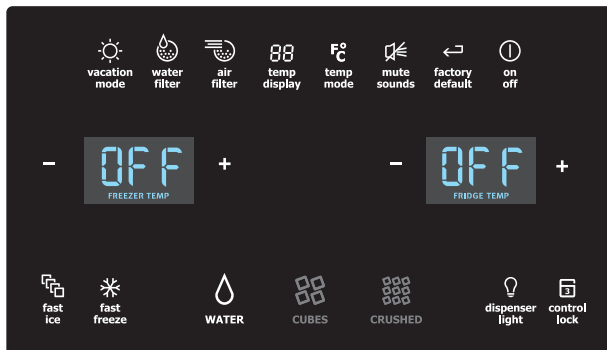 88 F°C
vacation mode
water filter
air filter
temp display
temp mode
mute sounds
factory default
on off
- OFF +
FREEZER TEMP
- OFF +
FRIDGE TEMP
fast ice
fast freeze
WATER
CUBES
CRUSHED
dispenser light
3
control lock